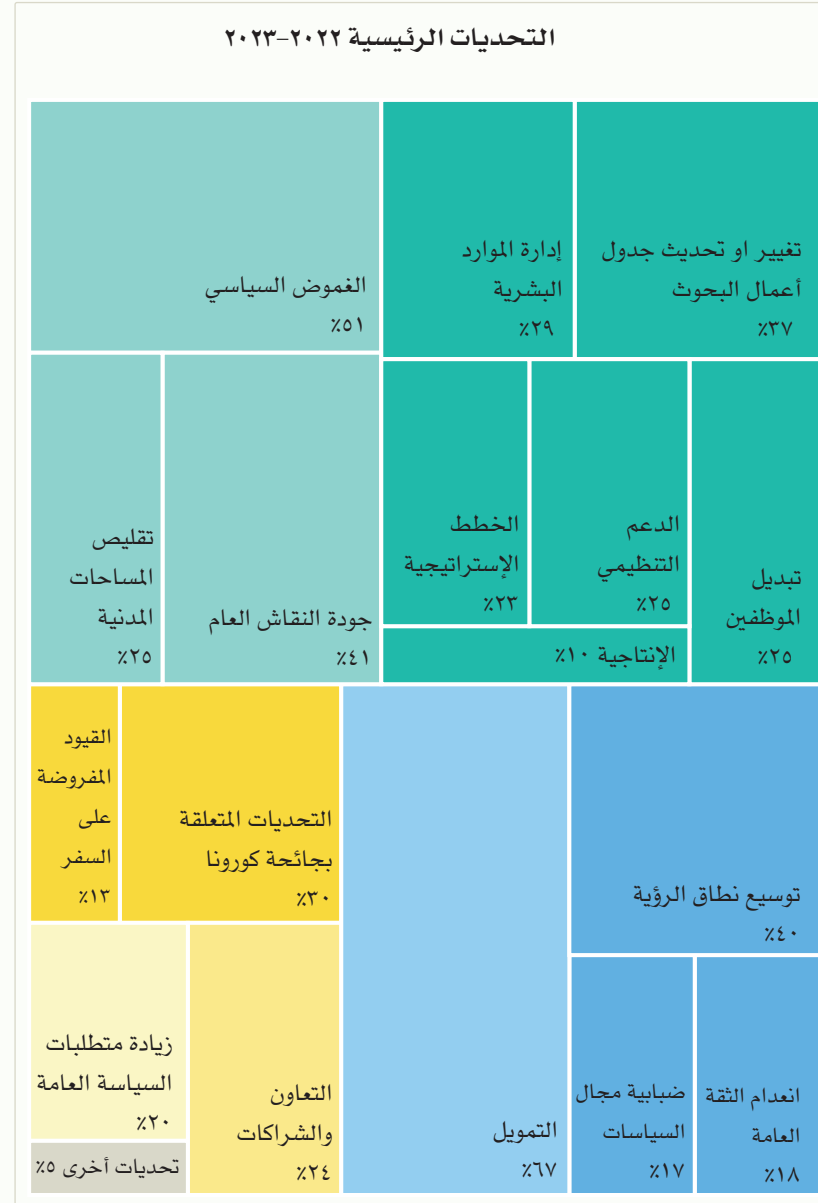 التحديات الرئيسية ٢٠٢٢-٢٠٢٣
تغيير او تحديث جدول
أعمال البحوث
٣٧٪
إدارة الموارد
البشرية
٢٩٪
الغموض السياسي
٥١٪
تبديل
الموظفين
٢٥٪
الدعم
التنظيمي
٢٥٪
الخطط
الإستراتيجية
٢٣٪
الإنتاجية ١٠٪
جودة النقاش العام
٤١٪
تقليص
المساحات
المدنية
٢٥٪
توسيع نطاق الرؤية
٤٠٪
انعدام الثقة
العامة
١٨٪
ضبابية مجال
السياسات
١٧٪
التمويل
٦٧٪
التحديات المتعلقة
بجائحة كورونا
٣٠٪
القيود
المفروضة
على
السفر
١٣٪
التعاون
والشراكات
٢٤٪
زيادة متطلبات
السياسة العامة
٢٠٪
تحديات أخرى ٥٪